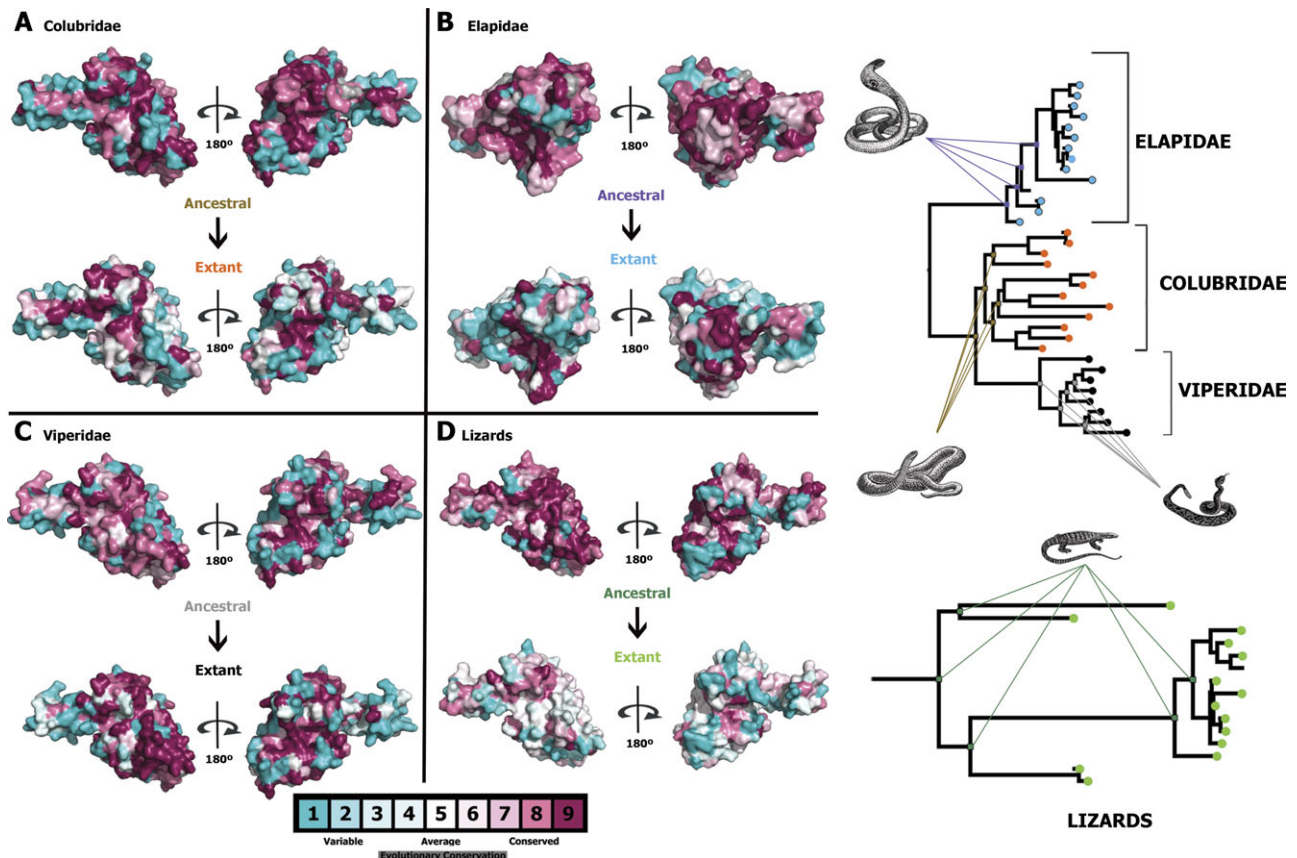 A Colubridae
180º
180º
Ancestral
Extant
180º
180º
B Elapidae
180º
180º
Ancestral
Extant
180º
180º
C Viperidae
180º
180º
Ancestral
Extant
180º
180º
D Lizards
180º
180º
Ancestral
Extant
180º
180º
1 2 3 4 5 6 7 8 9
Variable Average Conserved
Evolutionary Conservation
ELAPIDAE
COLUBRIDAE
VIPERIDAE
LIZARDS